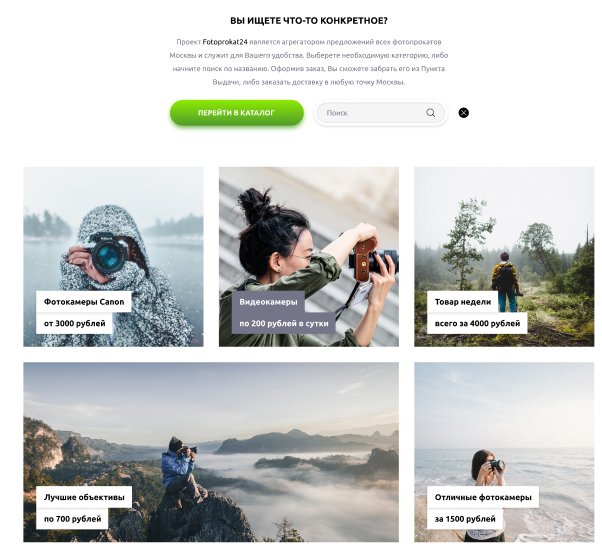 ВЫ ИЩЕТЕ ЧТО-ТО КОНКРЕТНОЕ?
Проект Fotoprokat24 является агрегатором предложений всех фотопрокатов
Москвы и служит для Вашего удобства. Выберете необходимую категорию, либо
начните поиск по названию. Оформив заказ, Вы сможете забрать его из Пункта
Выдачи, либо заказать доставку в любую точку Москвы.
ПЕРЕЙТИ В КАТАЛОГ
Поиск
Фотокамеры Canon
от 3000 рублей
Видеокамеры
по 200 рублей в сутки
Товар недели
всего за 4000 рублей
Лучшие объективы
по 700 рублей
Отличные фотокамеры
за 1500 рублей